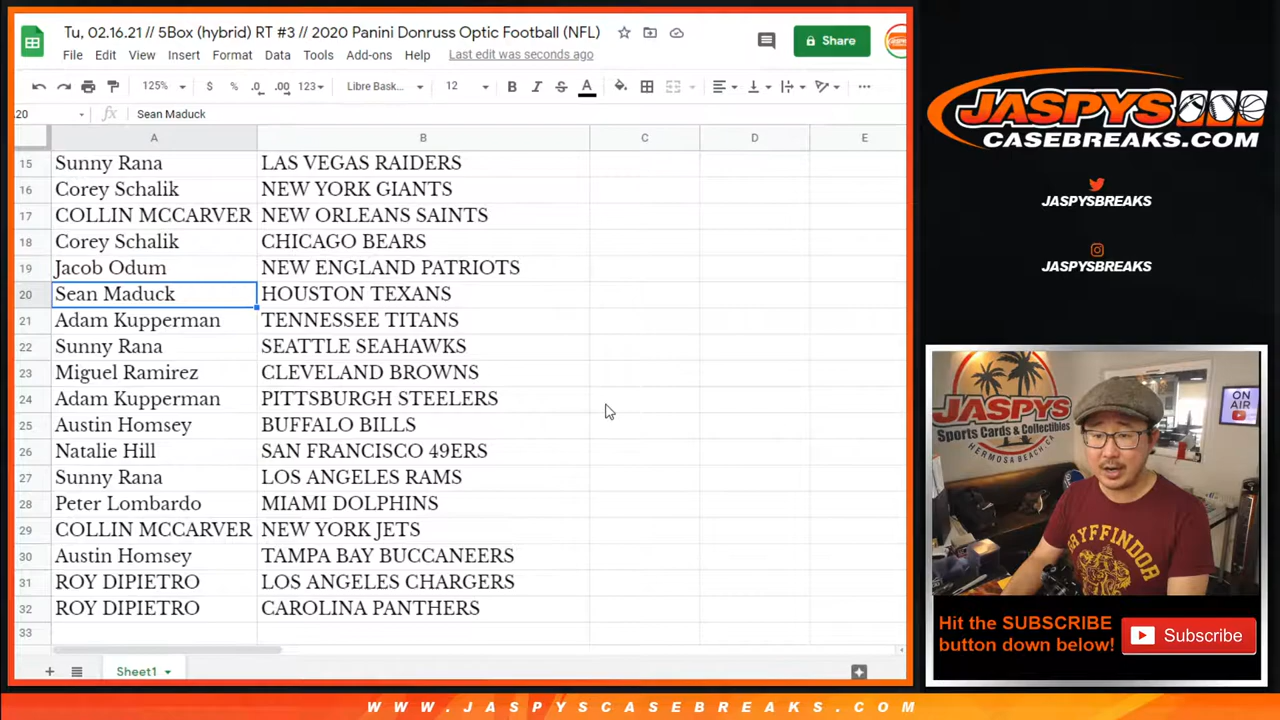 Tu, 02.16.21 // 5Box (hybrid) RT #3 // 2020 Panini Donruss Optic Football (NFL)
File Edit View Insert Format Data Tools Add-ons Help Last edit was seconds ago
Share
125% $ % .0 .00 123 Libre Bask... 12 B I S A
20 fx Sean Maduck
A B C D E
15 Sunny Rana LAS VEGAS RAIDERS
16 Corey Schalik NEW YORK GIANTS
17 COLLIN MCCARVER NEW ORLEANS SAINTS
18 Corey Schalik CHICAGO BEARS
19 Jacob Odum NEW ENGLAND PATRIOTS
20 Sean Maduck HOUSTON TEXANS
21 Adam Kupperman TENNESSEE TITANS
22 Sunny Rana SEATTLE SEAHAWKS
23 Miguel Ramirez CLEVELAND BROWNS
24 Adam Kupperman PITTSBURGH STEELERS
25 Austin Homsey BUFFALO BILLS
26 Natalie Hill SAN FRANCISCO 49ERS
27 Sunny Rana LOS ANGELES RAMS
28 Peter Lombardo MIAMI DOLPHINS
29 COLLIN MCCARVER NEW YORK JETS
30 Austin Homsey TAMPA BAY BUCCANEERS
31 ROY DIPIETRO LOS ANGELES CHARGERS
32 ROY DIPIETRO CAROLINA PANTHERS
33
Sheet1
JASPYS
CASEBREAKS.COM
JASPYSBREAKS
JASPYSBREAKS
JASPYS
Sports Cards & Collectibles
HERMOSA BEACH, CA
ON AIR
GRYFFINDOR
Hit the SUBSCRIBE
button down below!
Subscribe
WWW.JASPYSCASEBREAKS.COM